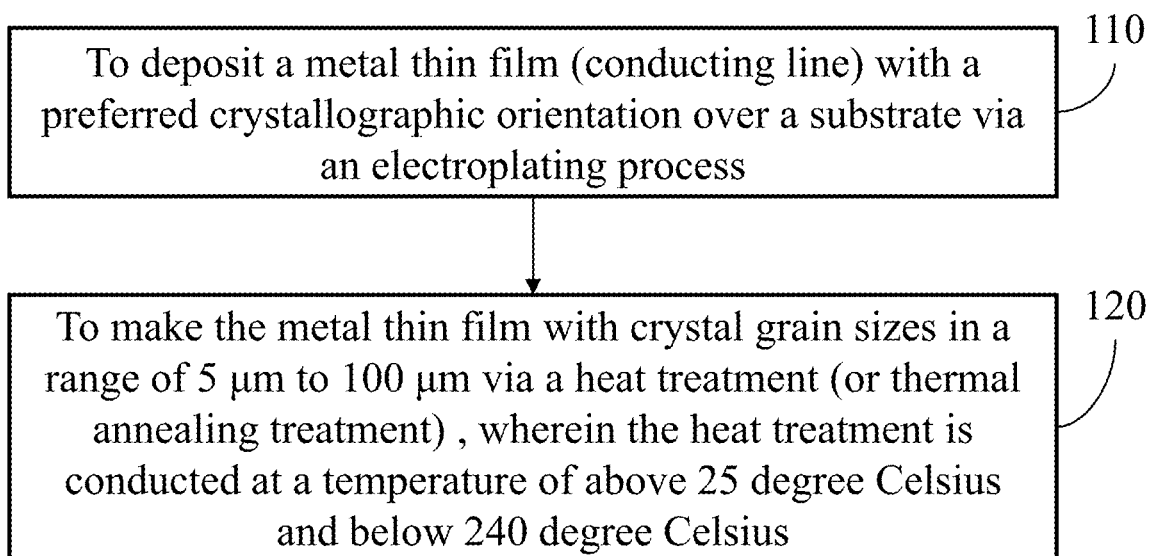 110
To deposit a metal thin film (conducting line) with a
preferred crystallographic orientation over a substrate via
an electroplating process
120
To make the metal thin film with crystal grain sizes in a
range of 5 μm to 100 μm via a heat treatment (or thermal
annealing treatment) , wherein the heat treatment is
conducted at a temperature of above 25 degree Celsius
and below 240 degree Celsius